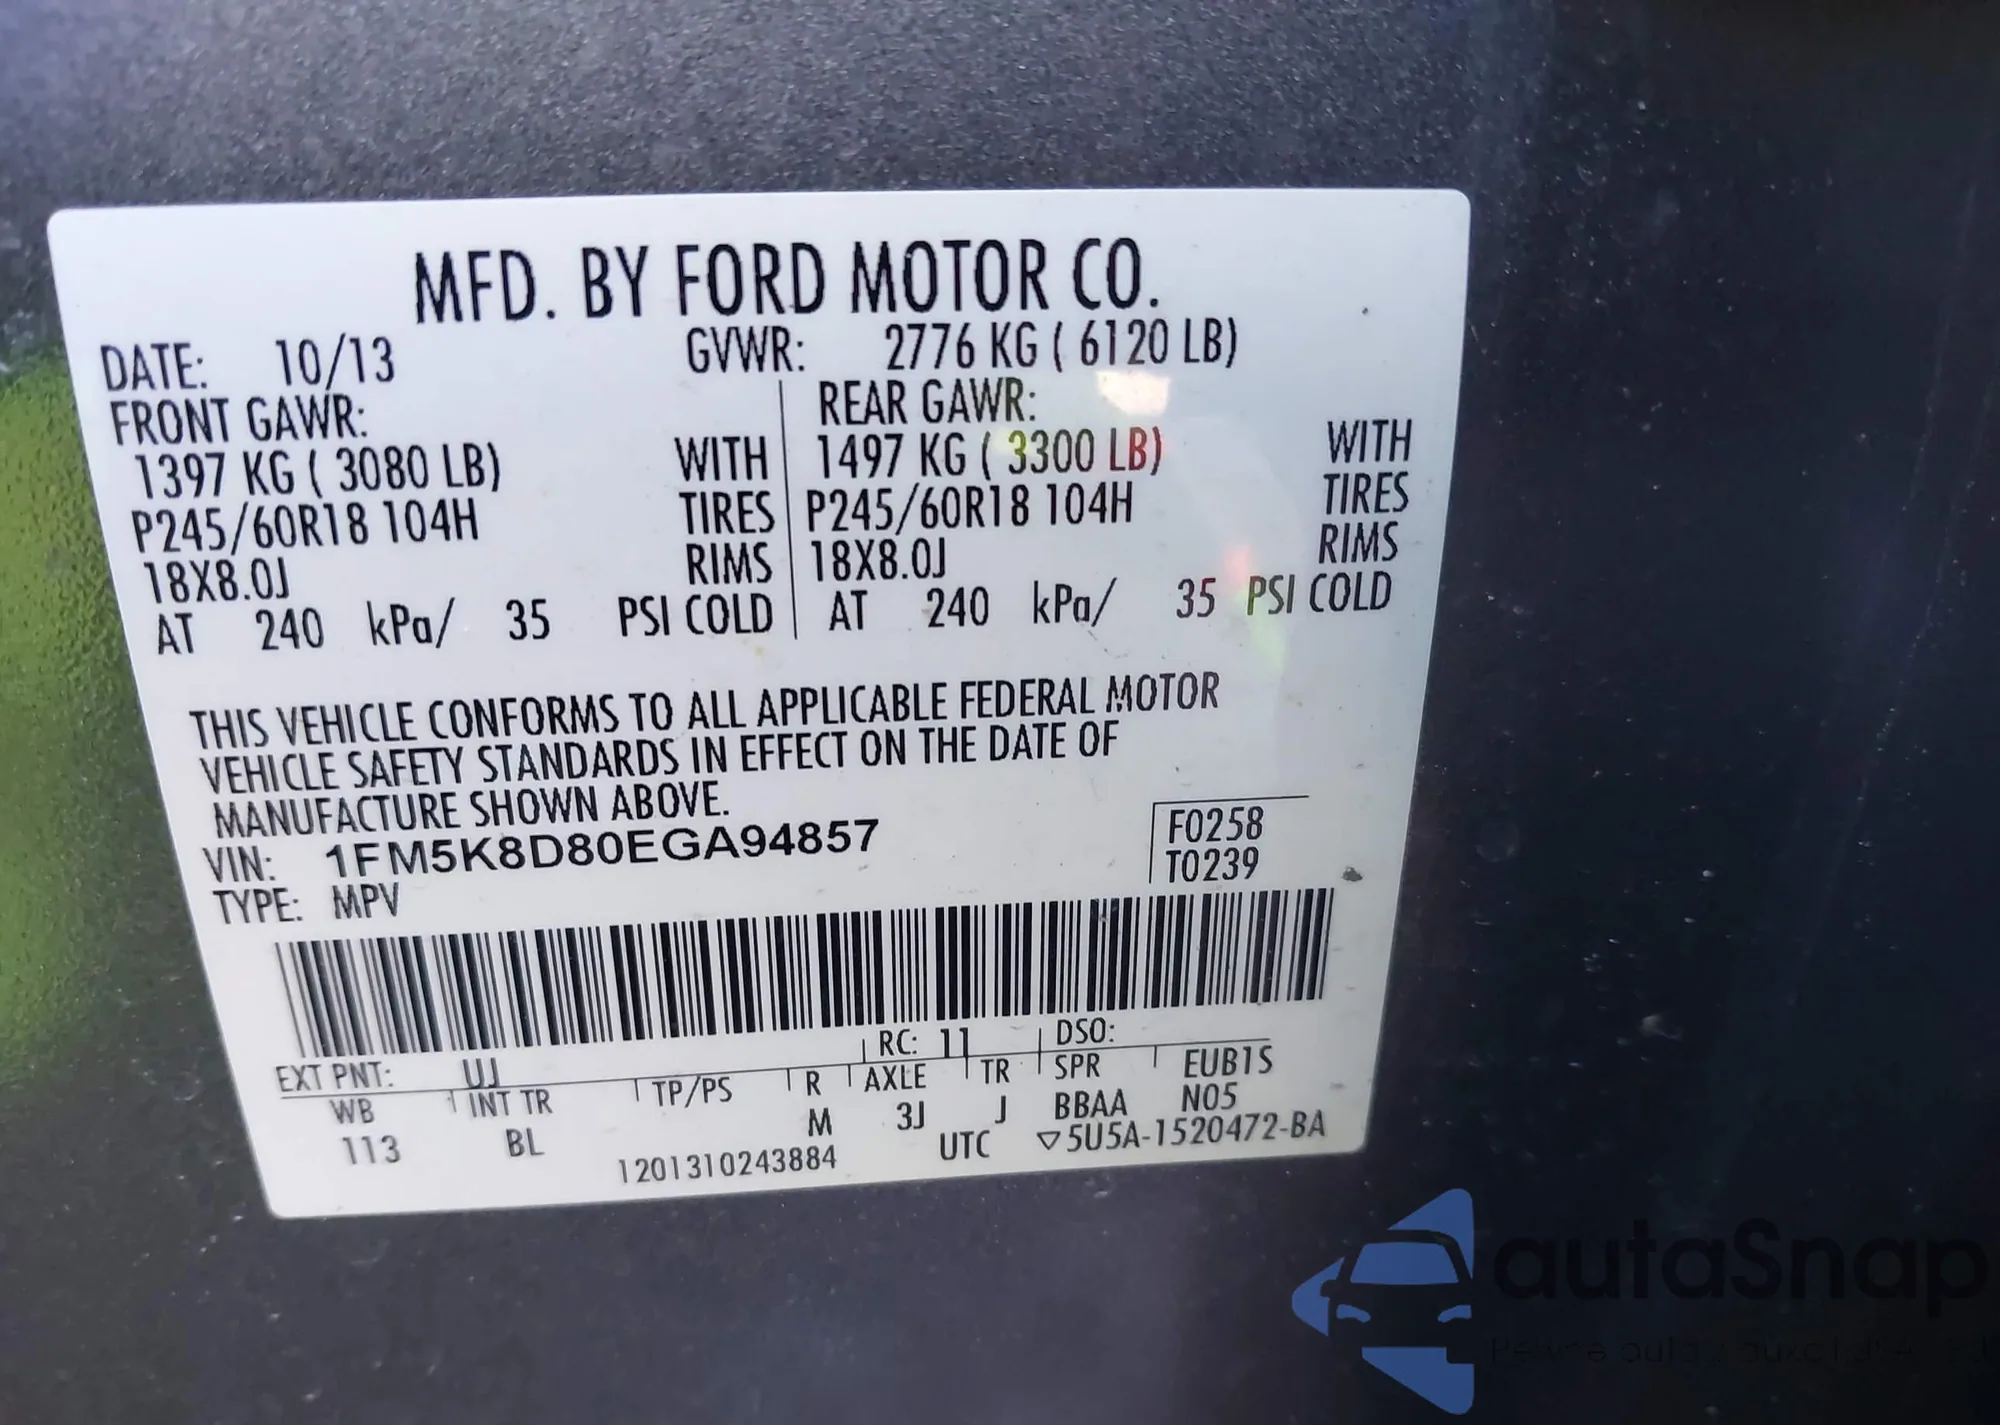 MFD. BY FORD MOTOR CO.
DATE: 10/13 GVWR: 2776 KG ( 6120 LB)
FRONT GAWR: REAR GAWR:
1397 KG ( 3080 LB) WITH 1497 KG ( 3300 LB) WITH
P245/60R18 104H TIRES P245/60R18 104H TIRES
18X8.0J RIMS 18X8.0J RIMS
AT 240 kPa/ 35 PSI COLD AT 240 kPa/ 35 PSI COLD
THIS VEHICLE CONFORMS TO ALL APPLICABLE FEDERAL MOTOR
VEHICLE SAFETY STANDARDS IN EFFECT ON THE DATE OF
MANUFACTURE SHOWN ABOVE.
VIN: 1FM5K8D80EGA94857
TYPE: MPV
F0258
T0239
EXT PNT: UJ RC: 11 DSO:
WB INT TR TP/PS R AXLE TR SPR EUB1S
113 BL M 3J J BBAA N05
1201310243884 UTC ▽5U5A-1520472-BA
autaSnap